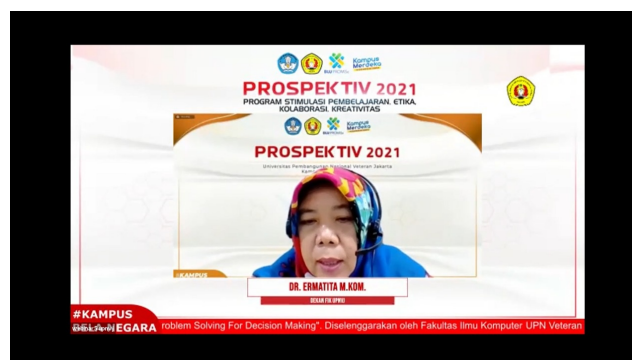 Kampus
Merdeka
PROSPEKTIV 2021
PROGRAM STIMULASI PEMBELAJARAN, ETIKA,
KOLABORASI, KREATIVITAS
Kampus
Merdeka
PROSPEKTIV 2021
Universitas Pembangunan Nasional Veteran Jakarta
#KAMPUS
DR. ERMATITA M.KOM.
DEKAN FIK UPNVJ
#KAMPUS
BELA NEGARA
roblem Solving For Decision Making". Diselenggarakan oleh Fakultas Ilmu Komputer UPN Veteran